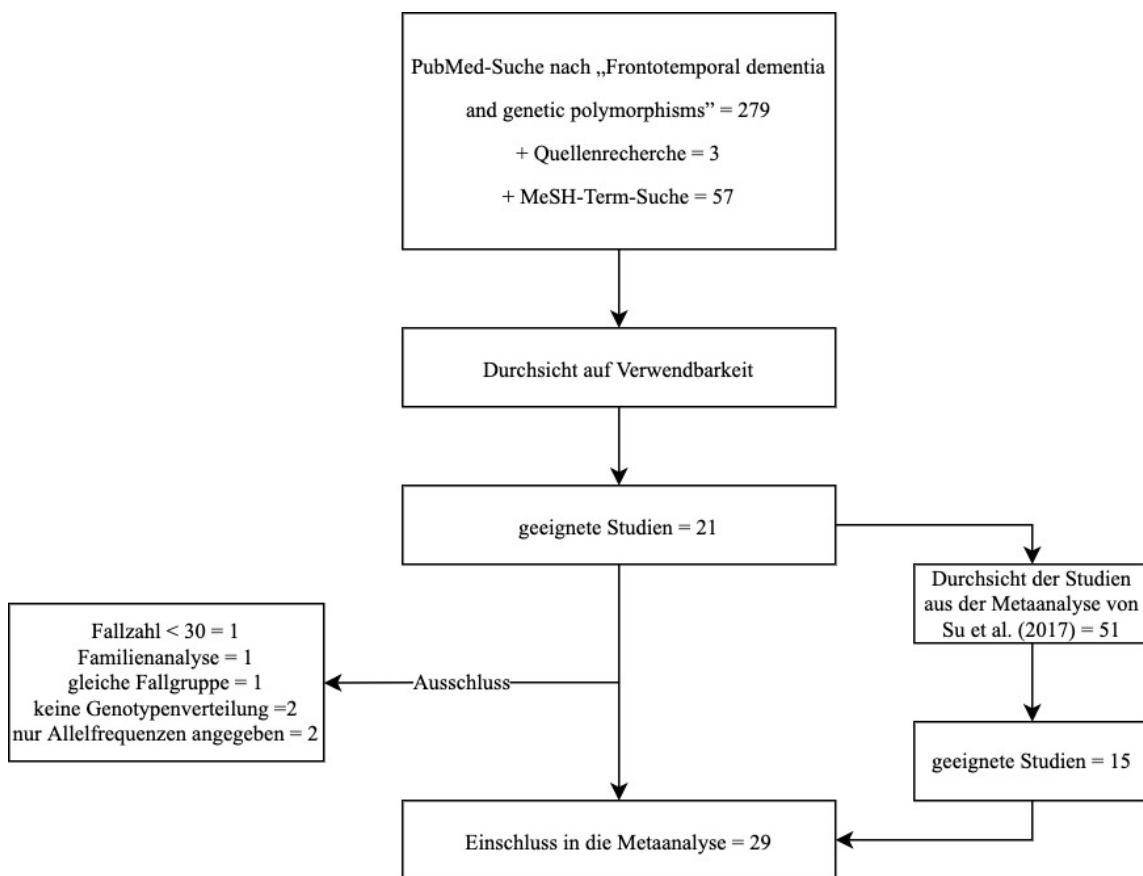 PubMed-Suche nach „Frontotemporal dementia
and genetic polymorphisms” = 279
+ Quellenrecherche = 3
+ MeSH-Term-Suche = 57
Durchsicht auf Verwendbarkeit
geeignete Studien = 21
Durchsicht der Studien
aus der Metaanalyse von
Su et al. (2017) = 51
Fallzahl < 30 = 1
Familienanalyse = 1
gleiche Fallgruppe = 1
keine Genotypenverteilung =2
nur Allelfrequenzen angegeben = 2
Ausschluss
geeignete Studien = 15
Einschluss in die Metaanalyse = 29